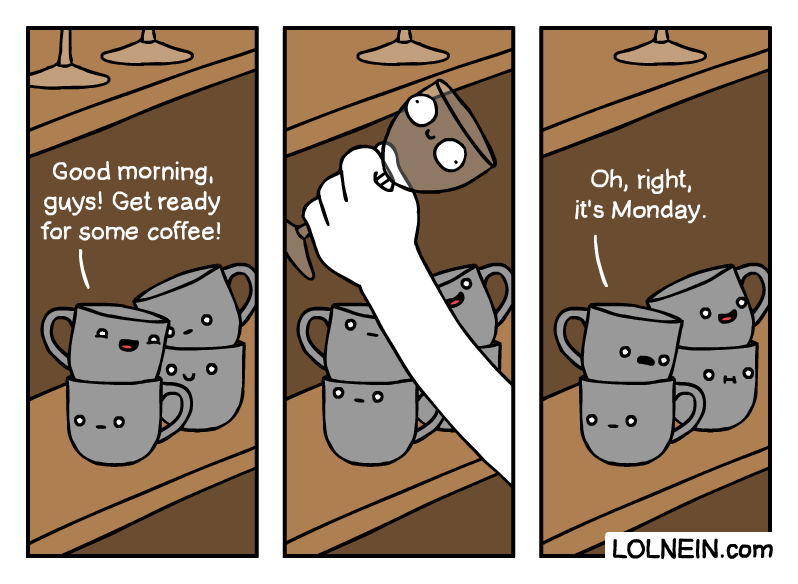 Good morning,
guys! Get ready
for some coffee!
Oh, right,
it's Monday.
LOLNEIN.com